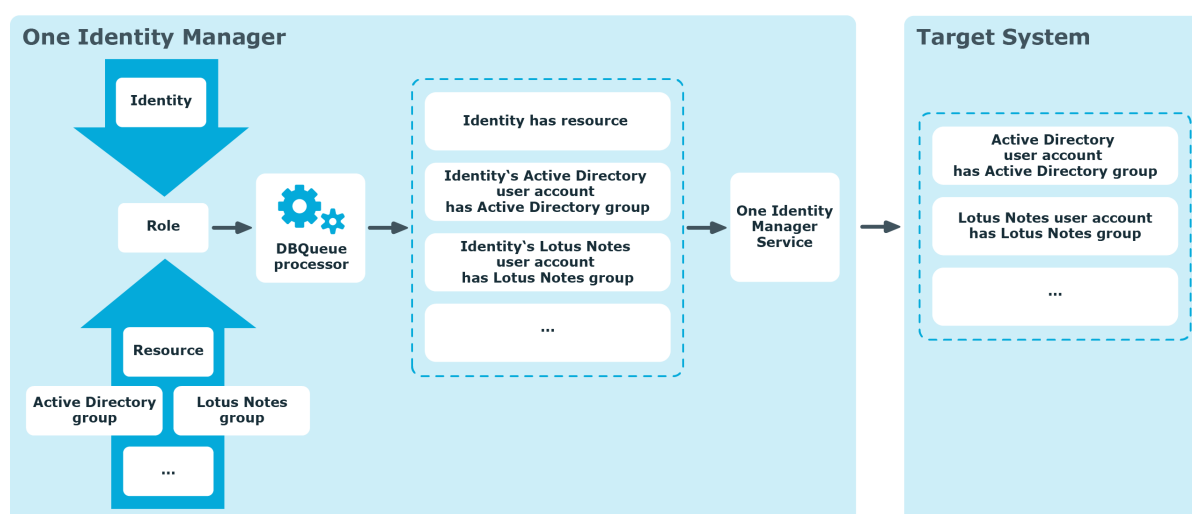 One Identity Manager
Identity
Role
Resource
Active Directory
group
Lotus Notes
group
...
DBQueue
processor
Identity has resource
Identity‘s Active Directory
user account
has Active Directory group
Identity‘s Lotus Notes
user account
has Lotus Notes group
...
One Identity
Manager
Service
Target System
Active Directory
user account
has Active Directory group
Lotus Notes user account
has Lotus Notes group
...